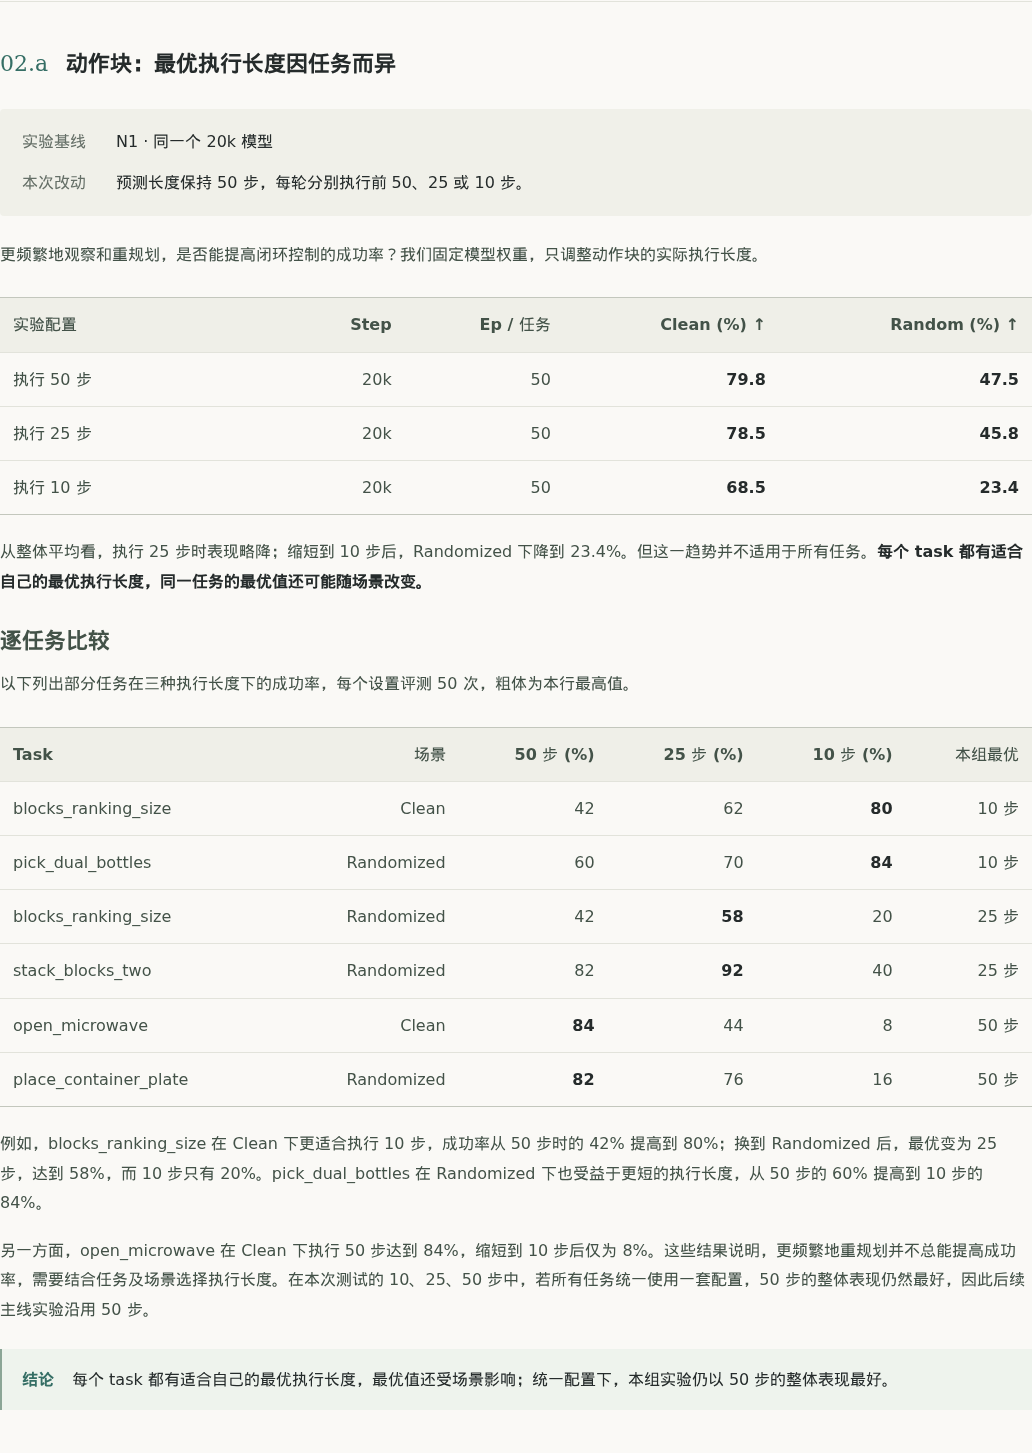 02.a 动作块：最优执行长度因任务而异
实验基线 N1 · 同一个 20k 模型
本次改动 预测长度保持 50 步，每轮分别执行前 50、25 或 10 步。
更频繁地观察和重规划，是否能提高闭环控制的成功率？我们固定模型权重，只调整动作块的实际执行长度。
实验配置 Step Ep / 任务 Clean (%) ↑ Random (%) ↑
执行 50 步 20k 50 79.8 47.5
执行 25 步 20k 50 78.5 45.8
执行 10 步 20k 50 68.5 23.4
从整体平均看，执行 25 步时表现略降；缩短到 10 步后，Randomized 下降到 23.4%。但这一趋势并不适用于所有任务。每个 task 都有适合
自己的最优执行长度，同一任务的最优值还可能随场景改变。
逐任务比较
以下列出部分任务在三种执行长度下的成功率，每个设置评测 50 次，粗体为本行最高值。
Task 场景 50 步 (%) 25 步 (%) 10 步 (%) 本组最优
blocks_ranking_size Clean 42 62 80 10 步
pick_dual_bottles Randomized 60 70 84 10 步
blocks_ranking_size Randomized 42 58 20 25 步
stack_blocks_two Randomized 82 92 40 25 步
open_microwave Clean 84 44 8 50 步
place_container_plate Randomized 82 76 16 50 步
例如，blocks_ranking_size 在 Clean 下更适合执行 10 步，成功率从 50 步时的 42% 提高到 80%；换到 Randomized 后，最优变为 25
步，达到 58%，而 10 步只有 20%。pick_dual_bottles 在 Randomized 下也受益于更短的执行长度，从 50 步的 60% 提高到 10 步的
84%。
另一方面，open_microwave 在 Clean 下执行 50 步达到 84%，缩短到 10 步后仅为 8%。这些结果说明，更频繁地重规划并不总能提高成功
率，需要结合任务及场景选择执行长度。在本次测试的 10、25、50 步中，若所有任务统一使用一套配置，50 步的整体表现仍然最好，因此后续
主线实验沿用 50 步。
结论 每个 task 都有适合自己的最优执行长度，最优值还受场景影响；统一配置下，本组实验仍以 50 步的整体表现最好。